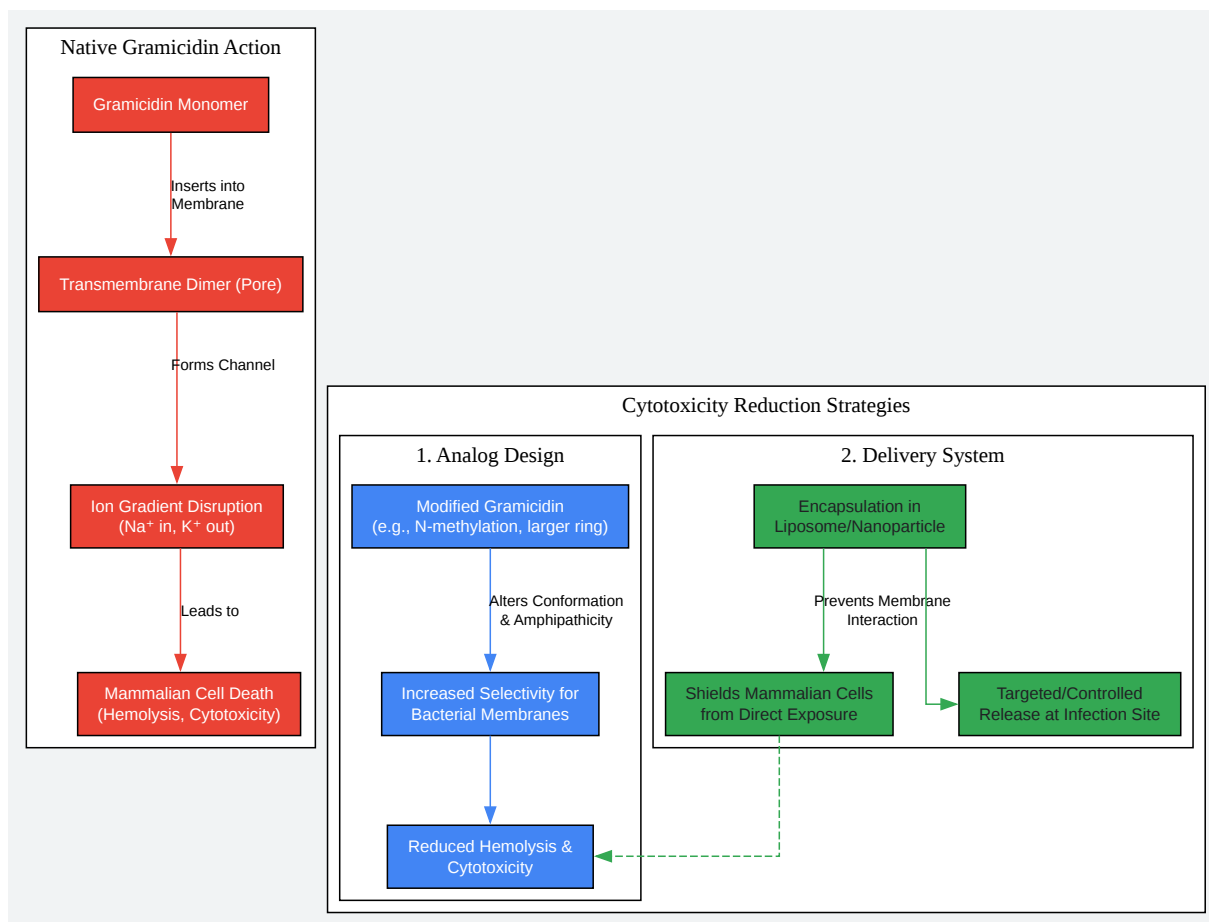 Native Gramicidin Action
Gramicidin Monomer
Inserts into
Membrane
Transmembrane Dimer (Pore)
Forms Channel
Ion Gradient Disruption
(Na⁺ in, K⁺ out)
Leads to
Mammalian Cell Death
(Hemolysis, Cytotoxicity)
Cytotoxicity Reduction Strategies
1. Analog Design
Modified Gramicidin
(e.g., N-methylation, larger ring)
Alters Conformation
& Amphipathicity
Increased Selectivity for
Bacterial Membranes
Reduced Hemolysis &
Cytotoxicity
2. Delivery System
Encapsulation in
Liposome/Nanoparticle
Prevents Membrane
Interaction
Shields Mammalian Cells
from Direct Exposure
Targeted/Controlled
Release at Infection Site